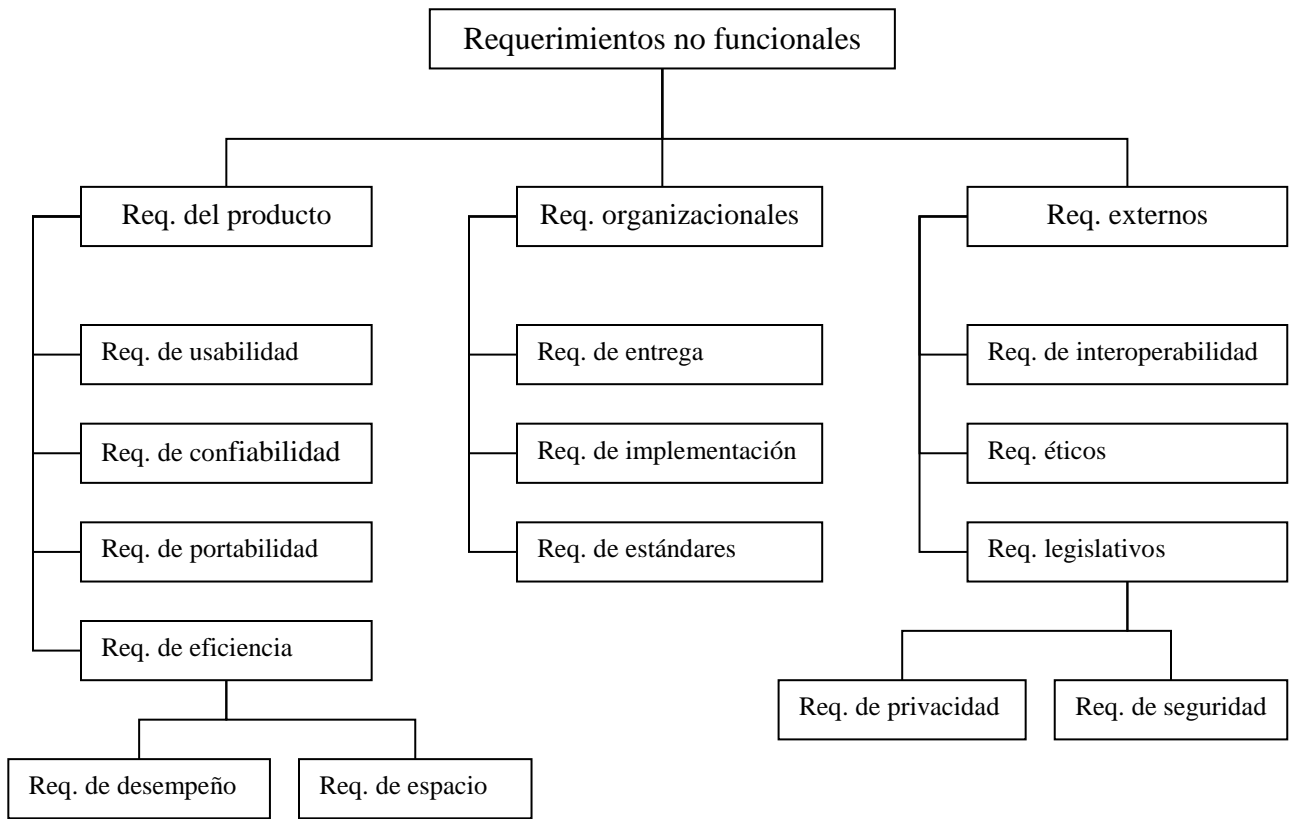 Requerimientos no funcionales
Req. del producto
Req. organizacionales
Req. externos
Req. de usabilidad
Req. de entrega
Req. de interoperabilidad
Req. de confiabilidad
Req. de implementación
Req. éticos
Req. de portabilidad
Req. de estándares
Req. legislativos
Req. de eficiencia
Req. de privacidad
Req. de seguridad
Req. de desempeño
Req. de espacio